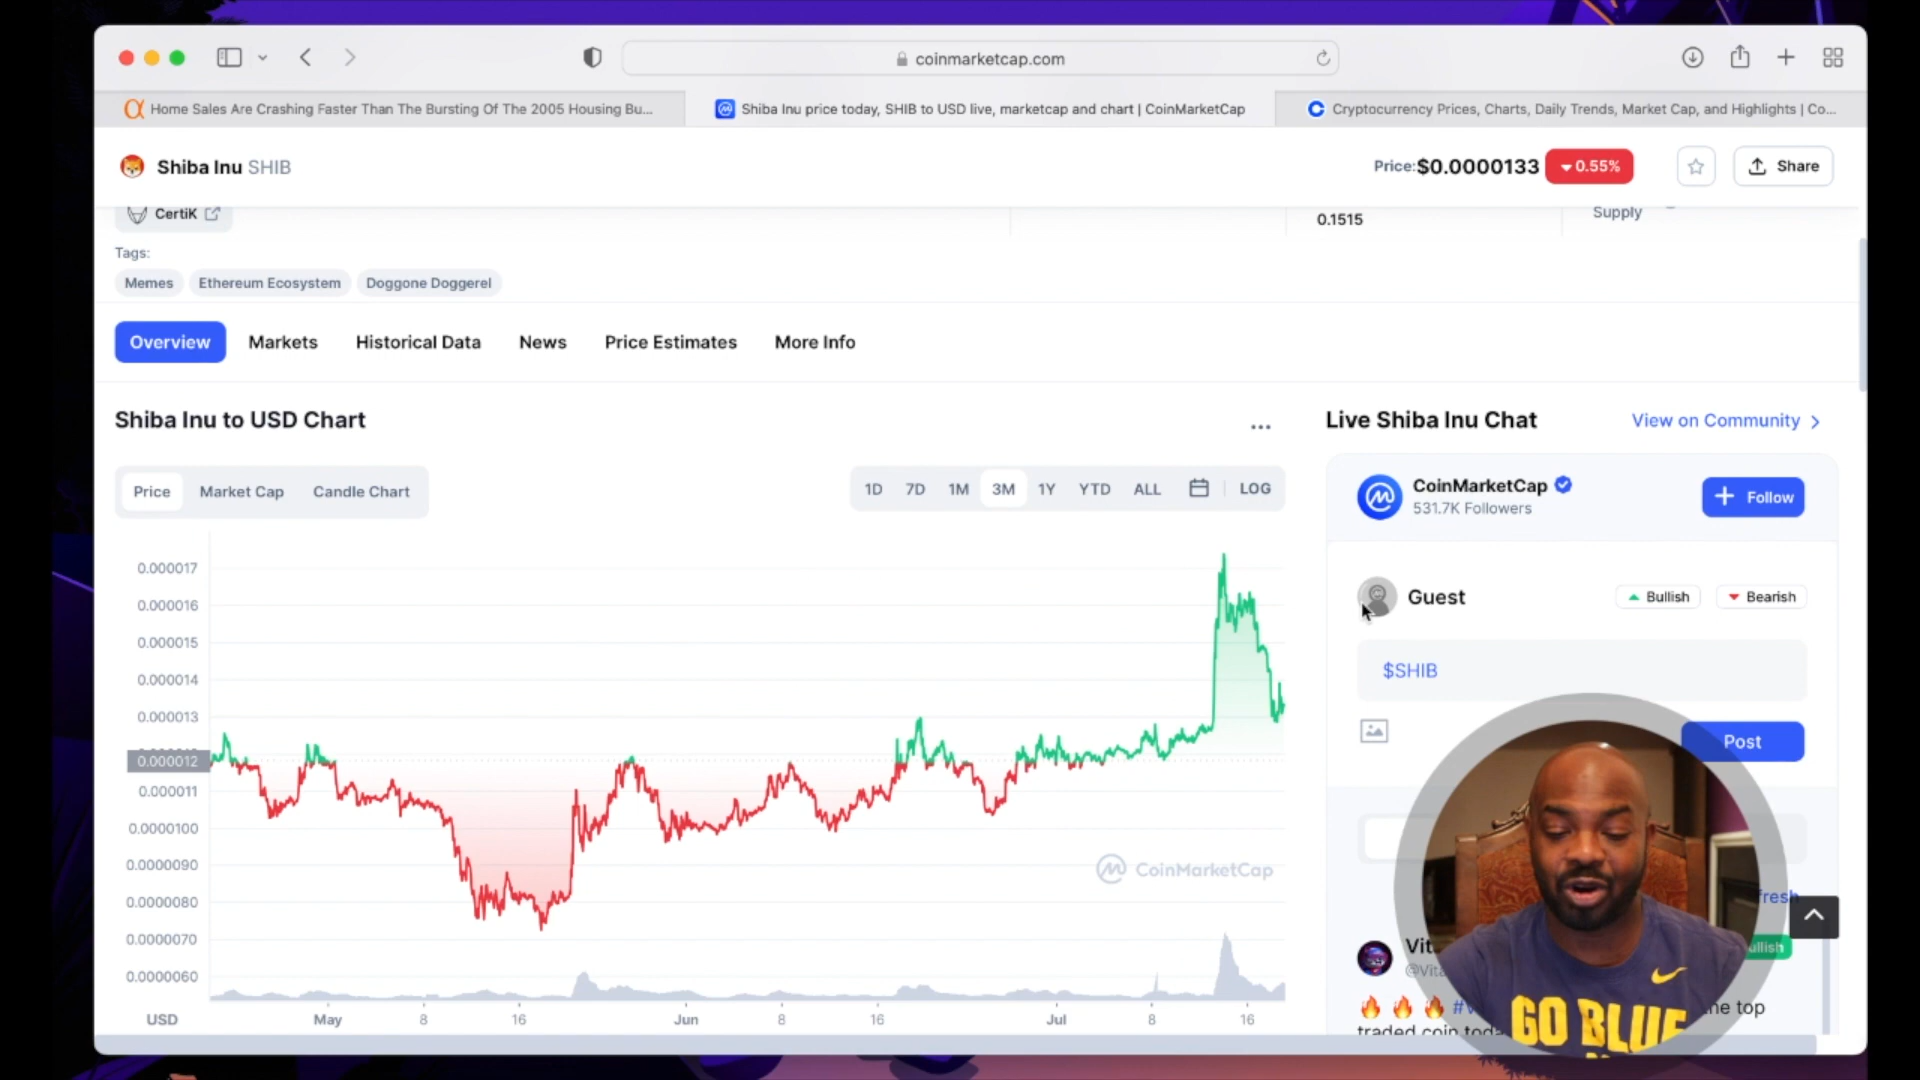 coinmarketcap.com
Home Sales Are Crashing Faster Than The Bursting Of The 2005 Housing Bu...
Shiba Inu price today, SHIB to USD live, marketcap and chart | CoinMarketCap
Cryptocurrency Prices, Charts, Daily Trends, Market Cap, and Highlights | Co...
Shiba Inu SHIB
Price:$0.0000133
0.55%
Share
CertiK
0.1515
Supply
Tags:
Memes
Ethereum Ecosystem
Doggone Doggerel
Overview
Markets
Historical Data
News
Price Estimates
More Info
Shiba Inu to USD Chart
Live Shiba Inu Chat
View on Community
Price
Market Cap
Candle Chart
1D
7D
1M
3M
1Y
YTD
ALL
LOG
CoinMarketCap
531.7K Followers
Follow
Guest
Bullish
Bearish
$SHIB
Post
0.000017
0.000016
0.000015
0.000014
0.000013
0.000012
0.000011
0.0000100
0.0000090
0.0000080
0.0000070
0.0000060
CoinMarketCap
USD
May
8
16
Jun
8
16
Jul
8
16
GO BLUE
he top
traded coin toda